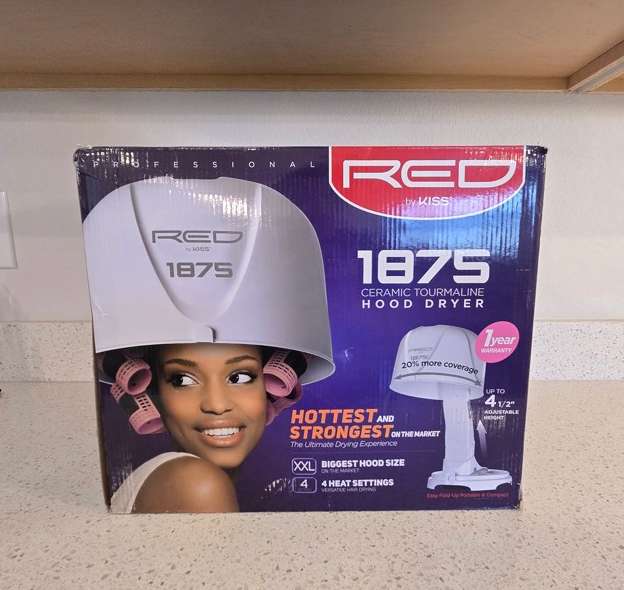 PROFESSIONAL
RED
by KISS
RED
by KISS
1875
1875
CERAMIC TOURMALINE
HOOD DRYER
1 year
WARRANTY
20% more coverage
UP TO
4 1/2"
ADJUSTABLE
HEIGHT
HOTTEST AND
STRONGEST ON THE MARKET
The Ultimate Drying Experience
XXL BIGGEST HOOD SIZE
ON THE MARKET
4 4 HEAT SETTINGS
VERSATILE HAIR DRYING
Easy Fold-Up Portable & Compact